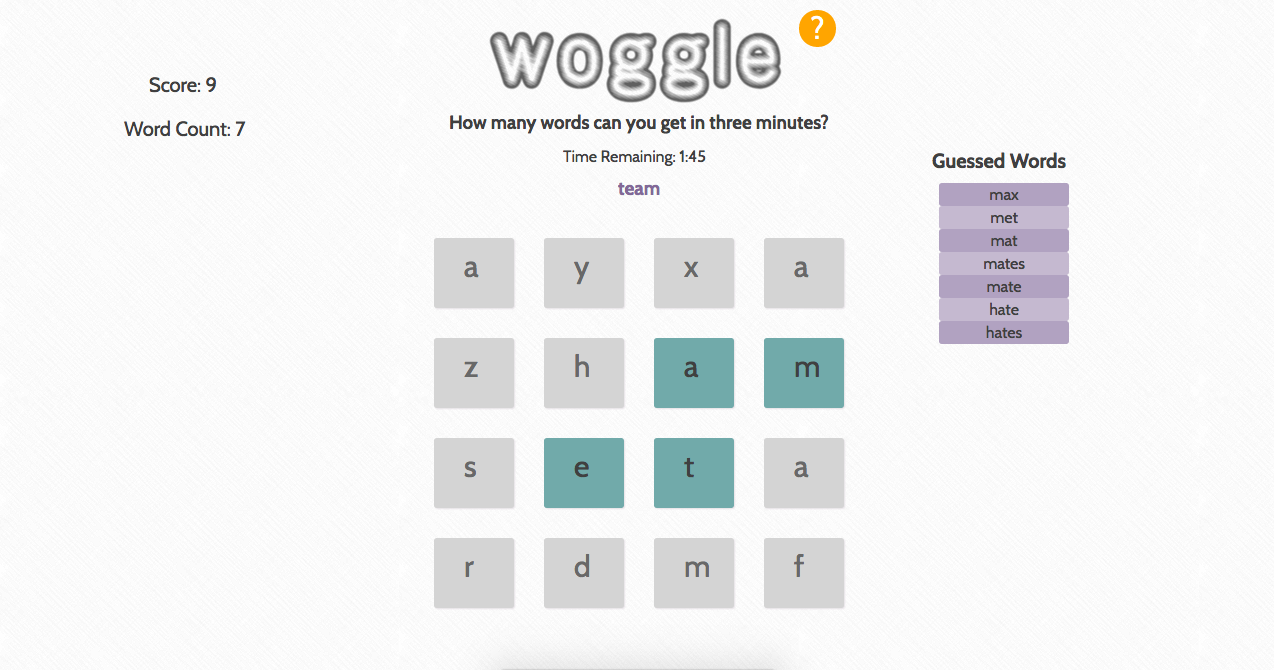 woggle
?
Score: 9
Word Count: 7
How many words can you get in three minutes?
Time Remaining: 1:45
team
Guessed Words
max
met
mat
mates
mate
hate
hates
a y x a
z h a m
s e t a
r d m f